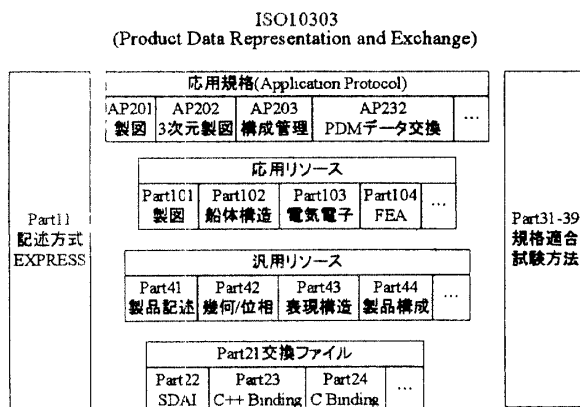 ISO10303
(Product Data Representation and Exchange)
応用規格(Application Protocol)
AP201 AP202 AP203 AP232 …
製図 3次元製図 構成管理 PDMデータ交換
応用リソース
Part101 Part102 Part103 Part104 …
製図 船体構造 電気電子 FEA
Part11
記述方式
EXPRESS
Part31-39
規格適合
試験方法
汎用リソース
Part41 Part42 Part43 Part44 …
製品記述 幾何/位相 表現構造 製品構成
Part21交換ファイル
Part22 Part23 Part24 …
SDAI C++ Binding C Binding